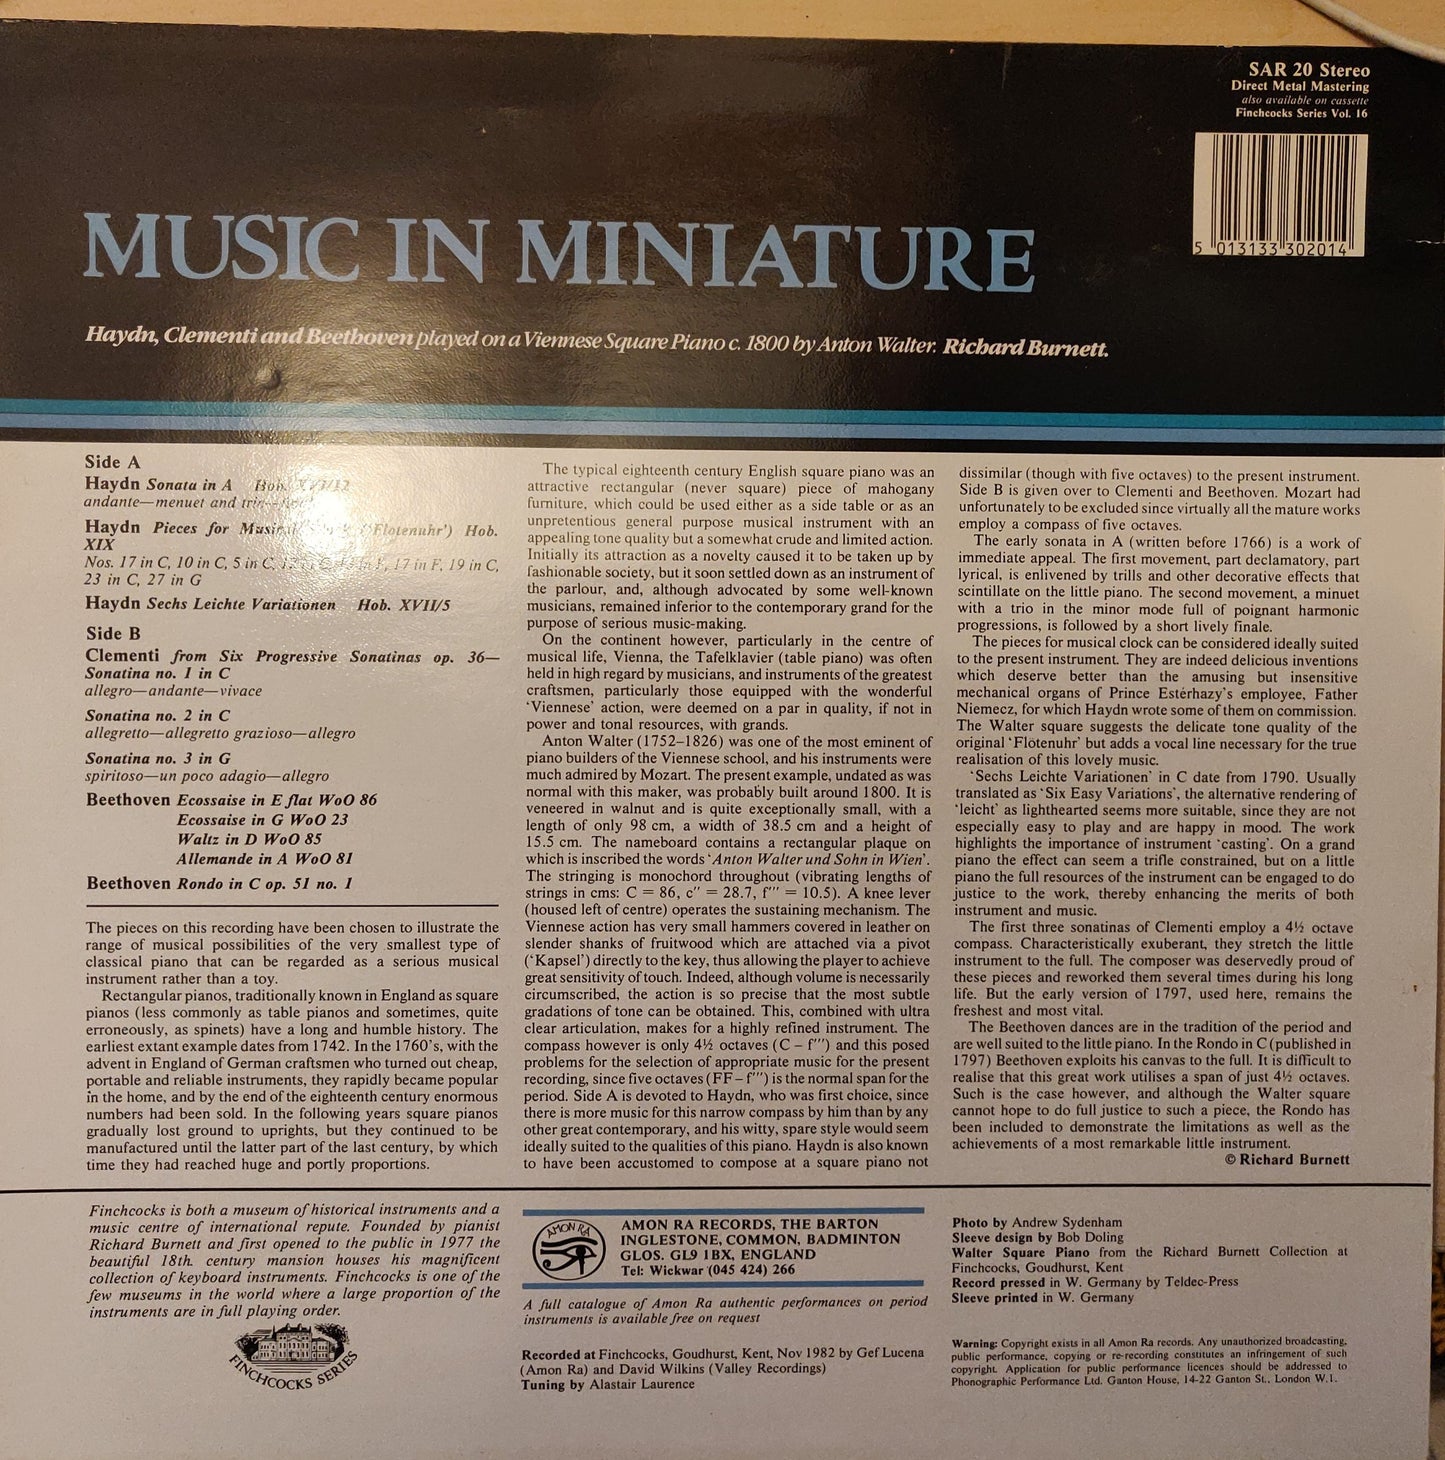 SAR 20 Stereo
Direct Metal Mastering
also available on cassette
Finchcocks Series Vol. 16
5 013133 302014
MUSIC IN MINIATURE
Haydn, Clementi and Beethoven played on a Viennese Square Piano c. 1800 by Anton Walter. Richard Burnett.
Side A
Haydn Sonata in A Hob. XVI/12
andante—menuet and trio—
Haydn Pieces for Musical ('Flotenuhr') Hob.
XIX
Nos. 17 in C, 10 in C, 5 in C, 17 in F, 19 in C,
23 in C, 27 in G
Haydn Sechs Leichte Variationen Hob. XVII/5
Side B
Clementi from Six Progressive Sonatinas op. 36—
Sonatina no. 1 in C
allegro—andante—vivace
Sonatina no. 2 in C
allegretto—allegretto grazioso—allegro
Sonatina no. 3 in G
spiritoso—un poco adagio—allegro
Beethoven Ecossaise in E flat WoO 86
Ecossaise in G WoO 23
Waltz in D WoO 85
Allemande in A WoO 81
Beethoven Rondo in C op. 51 no. 1
The pieces on this recording have been chosen to illustrate the
range of musical possibilities of the very smallest type of
classical piano that can be regarded as a serious musical
instrument rather than a toy.
Rectangular pianos, traditionally known in England as square
pianos (less commonly as table pianos and sometimes, quite
erroneously, as spinets) have a long and humble history. The
earliest extant example dates from 1742. In the 1760's, with the
advent in England of German craftsmen who turned out cheap,
portable and reliable instruments, they rapidly became popular
in the home, and by the end of the eighteenth century enormous
numbers had been sold. In the following years square pianos
gradually lost ground to uprights, but they continued to be
manufactured until the latter part of the last century, by which
time they had reached huge and portly proportions.
The typical eighteenth century English square piano was an
attractive rectangular (never square) piece of mahogany
furniture, which could be used either as a side table or as an
unpretentious general purpose musical instrument with an
appealing tone quality but a somewhat crude and limited action.
Initially its attraction as a novelty caused it to be taken up by
fashionable society, but it soon settled down as an instrument of
the parlour, and, although advocated by some well-known
musicians, remained inferior to the contemporary grand for the
purpose of serious music-making.
On the continent however, particularly in the centre of
musical life, Vienna, the Tafelklavier (table piano) was often
held in high regard by musicians, and instruments of the greatest
craftsmen, particularly those equipped with the wonderful
'Viennese' action, were deemed on a par in quality, if not in
power and tonal resources, with grands.
Anton Walter (1752–1826) was one of the most eminent of
piano builders of the Viennese school, and his instruments were
much admired by Mozart. The present example, undated as was
normal with this maker, was probably built around 1800. It is
veneered in walnut and is quite exceptionally small, with a
length of only 98 cm, a width of 38.5 cm and a height of
15.5 cm. The nameboard contains a rectangular plaque on
which is inscribed the words 'Anton Walter und Sohn in Wien'.
The stringing is monochord throughout (vibrating lengths of
strings in cms: C = 86, c'' = 28.7, f''' = 10.5). A knee lever
(housed left of centre) operates the sustaining mechanism. The
Viennese action has very small hammers covered in leather on
slender shanks of fruitwood which are attached via a pivot
('Kapsel') directly to the key, thus allowing the player to achieve
great sensitivity of touch. Indeed, although volume is necessarily
circumscribed, the action is so precise that the most subtle
gradations of tone can be obtained. This, combined with ultra
clear articulation, makes for a highly refined instrument. The
compass however is only 4½ octaves (C – f''') and this posed
problems for the selection of appropriate music for the present
recording, since five octaves (FF – f''') is the normal span for the
period. Side A is devoted to Haydn, who was first choice, since
there is more music for this narrow compass by him than by any
other great contemporary, and his witty, spare style would seem
ideally suited to the qualities of this piano. Haydn is also known
to have been accustomed to compose at a square piano not
dissimilar (though with five octaves) to the present instrument.
Side B is given over to Clementi and Beethoven. Mozart had
unfortunately to be excluded since virtually all the mature works
employ a compass of five octaves.
The early sonata in A (written before 1766) is a work of
immediate appeal. The first movement, part declamatory, part
lyrical, is enlivened by trills and other decorative effects that
scintillate on the little piano. The second movement, a minuet
with a trio in the minor mode full of poignant harmonic
progressions, is followed by a short lively finale.
The pieces for musical clock can be considered ideally suited
to the present instrument. They are indeed delicious inventions
which deserve better than the amusing but insensitive
mechanical organs of Prince Estérhazy's employee, Father
Niemecz, for which Haydn wrote some of them on commission.
The Walter square suggests the delicate tone quality of the
original 'Flötenuhr' but adds a vocal line necessary for the true
realisation of this lovely music.
'Sechs Leichte Variationen' in C date from 1790. Usually
translated as 'Six Easy Variations', the alternative rendering of
'leicht' as lighthearted seems more suitable, since they are not
especially easy to play and are happy in mood. The work
highlights the importance of instrument 'casting'. On a grand
piano the effect can seem a trifle constrained, but on a little
piano the full resources of the instrument can be engaged to do
justice to the work, thereby enhancing the merits of both
instrument and music.
The first three sonatinas of Clementi employ a 4½ octave
compass. Characteristically exuberant, they stretch the little
instrument to the full. The composer was deservedly proud of
these pieces and reworked them several times during his long
life. But the early version of 1797, used here, remains the
freshest and most vital.
The Beethoven dances are in the tradition of the period and
are well suited to the little piano. In the Rondo in C (published in
1797) Beethoven exploits his canvas to the full. It is difficult to
realise that this great work utilises a span of just 4½ octaves.
Such is the case however, and although the Walter square
cannot hope to do full justice to such a piece, the Rondo has
been included to demonstrate the limitations as well as the
achievements of a most remarkable little instrument.
© Richard Burnett
Finchcocks is both a museum of historical instruments and a
music centre of international repute. Founded by pianist
Richard Burnett and first opened to the public in 1977 the
beautiful 18th. century mansion houses his magnificent
collection of keyboard instruments. Finchcocks is one of the
few museums in the world where a large proportion of the
instruments are in full playing order.
FINCHCOCKS SERIES
AMON RA
AMON RA RECORDS, THE BARTON
INGLESTONE, COMMON, BADMINTON
GLOS. GL9 1BX, ENGLAND
Tel: Wickwar (045 424) 266
A full catalogue of Amon Ra authentic performances on period
instruments is available free on request
Recorded at Finchcocks, Goudhurst, Kent, Nov 1982 by Gef Lucena
(Amon Ra) and David Wilkins (Valley Recordings)
Tuning by Alastair Laurence
Photo by Andrew Sydenham
Sleeve design by Bob Doling
Walter Square Piano from the Richard Burnett Collection at
Finchcocks, Goudhurst, Kent
Record pressed in W. Germany by Teldec-Press
Sleeve printed in W. Germany
Warning: Copyright exists in all Amon Ra records. Any unauthorized broadcasting,
public performance, copying or re-recording constitutes an infringement of such
copyright. Application for public performance licences should be addressed to
Phonographic Performance Ltd. Ganton House, 14-22 Ganton St., London W.1.